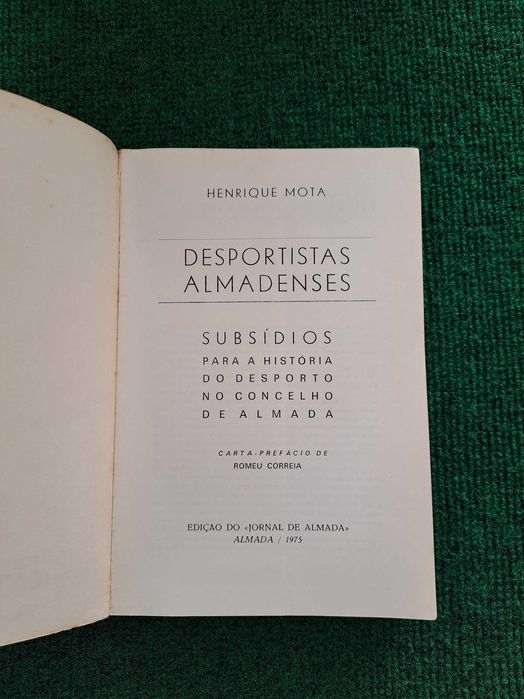 HENRIQUE MOTA
DESPORTISTAS
ALMADENSES
SUBSÍDIOS
PARA A HISTÓRIA
DO DESPORTO
NO CONCELHO
DE ALMADA
CARTA-PREFÁCIO DE
ROMEU CORREIA
EDIÇÃO DO «JORNAL DE ALMADA»
ALMADA / 1975